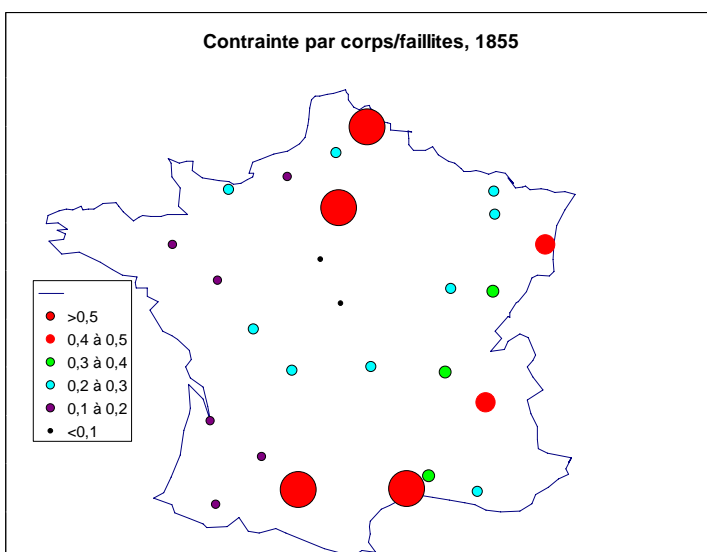 Contrainte par corps/faillites, 1855
>0,5
0,4 à 0,5
0,3 à 0,4
0,2 à 0,3
0,1 à 0,2
<0,1